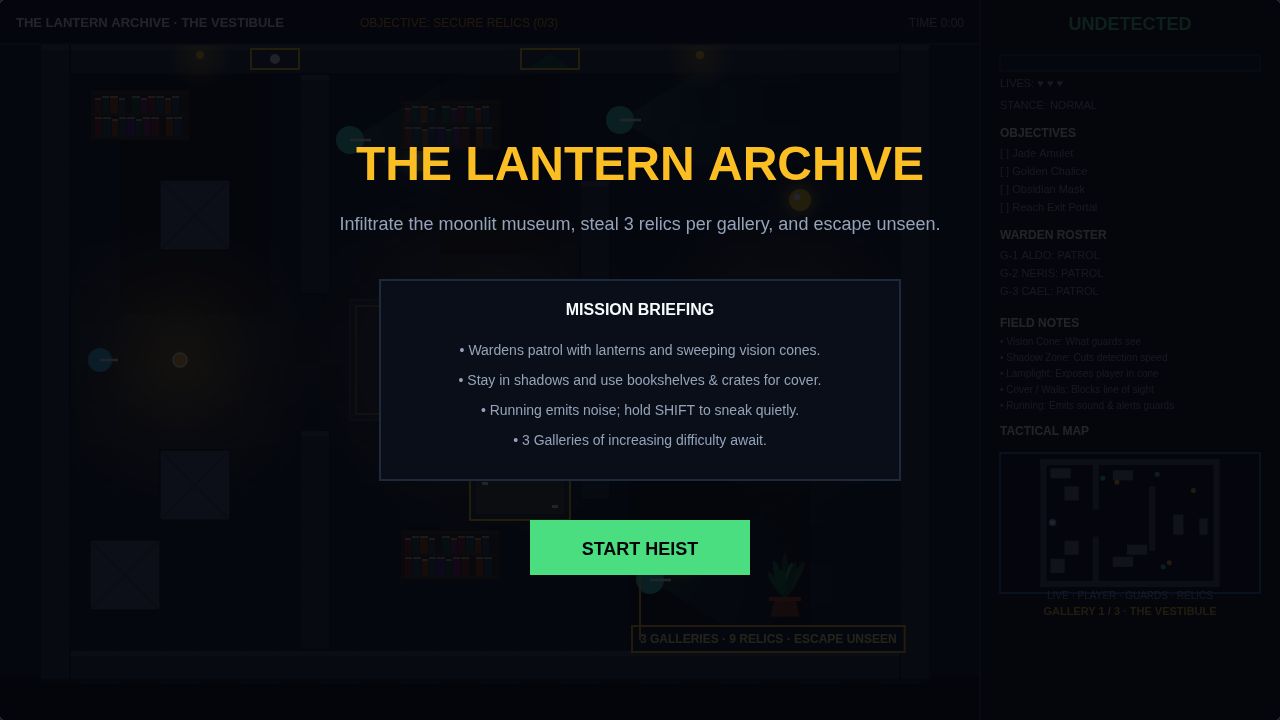 THE LANTERN ARCHIVE · THE VESTIBULE
OBJECTIVE: SECURE RELICS (0/3)
TIME 0:00
UNDETECTED
LIVES: ♥ ♥ ♥
STANCE: NORMAL
OBJECTIVES
[ ] Jade Amulet
[ ] Golden Chalice
[ ] Obsidian Mask
[ ] Reach Exit Portal
WARDEN ROSTER
G-1 ALDO: PATROL
G-2 NERIS: PATROL
G-3 CAEL: PATROL
FIELD NOTES
• Vision Cone: What guards see
• Shadow Zone: Cuts detection speed
• Lamplight: Exposes player in cone
• Cover / Walls: Blocks line of sight
• Running: Emits sound & alerts guards
TACTICAL MAP
LIVE · PLAYER · GUARDS · RELICS
GALLERY 1 / 3 · THE VESTIBULE
THE LANTERN ARCHIVE
Infiltrate the moonlit museum, steal 3 relics per gallery, and escape unseen.
MISSION BRIEFING
• Wardens patrol with lanterns and sweeping vision cones.
• Stay in shadows and use bookshelves & crates for cover.
• Running emits noise; hold SHIFT to sneak quietly.
• 3 Galleries of increasing difficulty await.
START HEIST
3 GALLERIES · 9 RELICS · ESCAPE UNSEEN